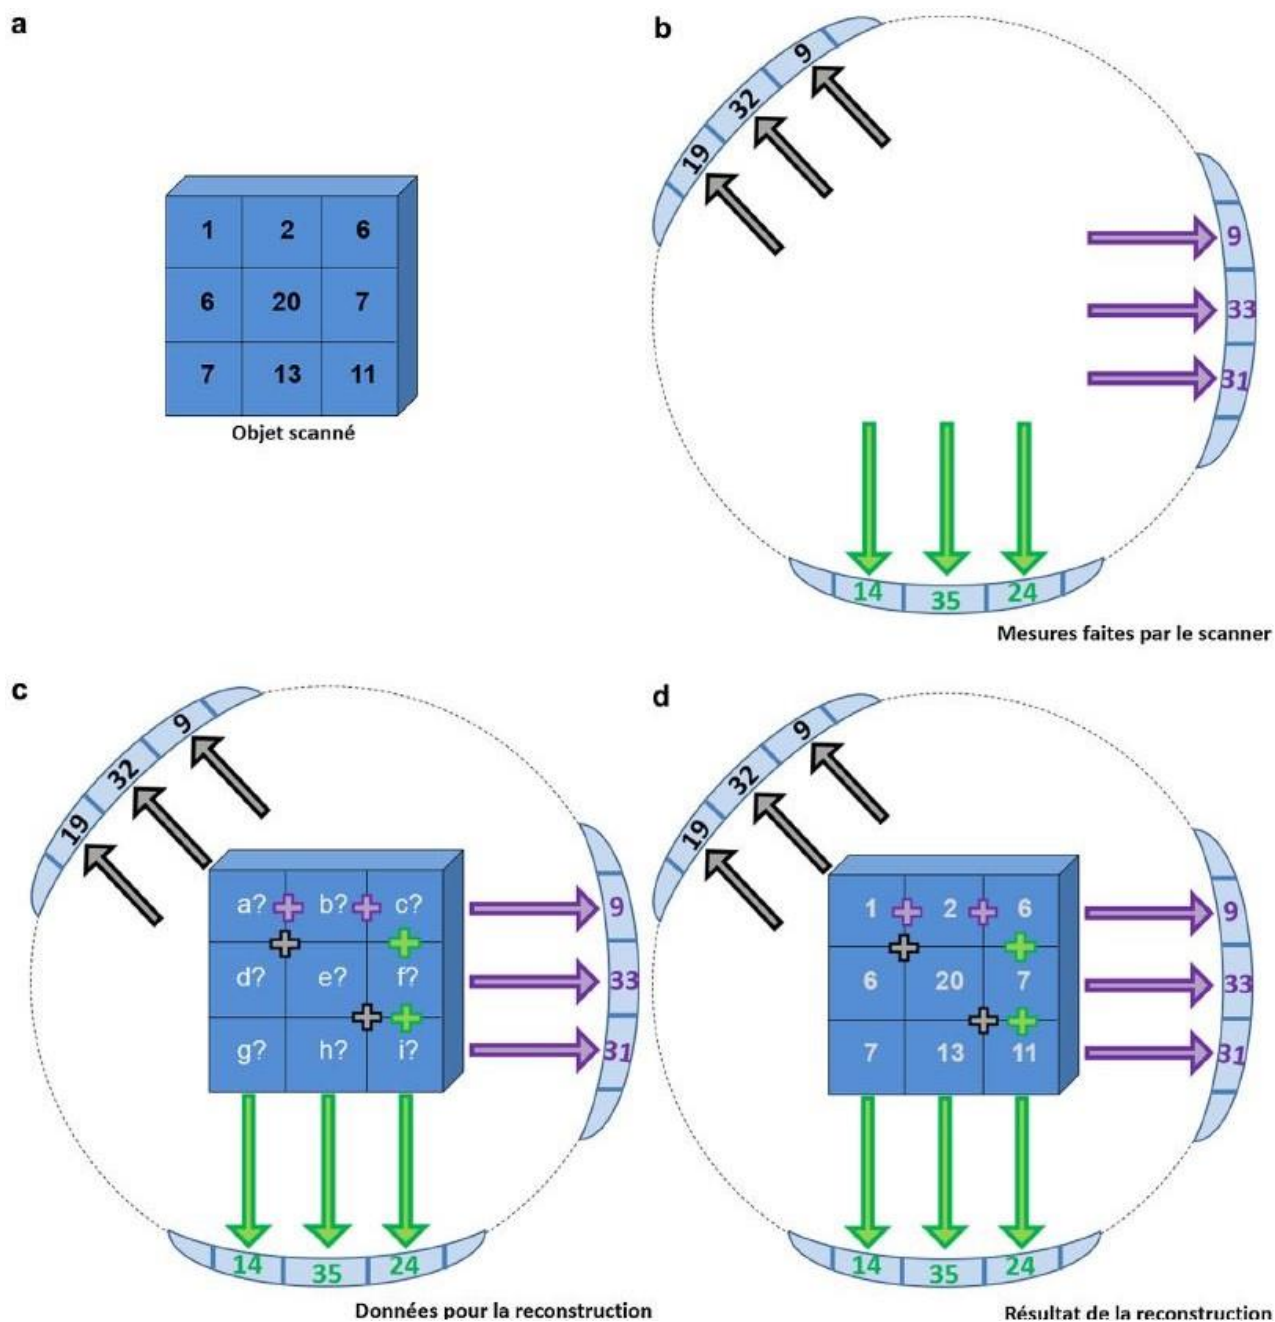 a
1 2 6
6 20 7
7 13 11
Objet scanné
b
9
32
19
9
33
31
14 35 24
Mesures faites par le scanner
c
9
32
19
a? b? c?
d? e? f?
g? h? i?
9
33
31
14 35 24
Données pour la reconstruction
d
9
32
19
1 2 6
6 20 7
7 13 11
9
33
31
14 35 24
Résultat de la reconstruction